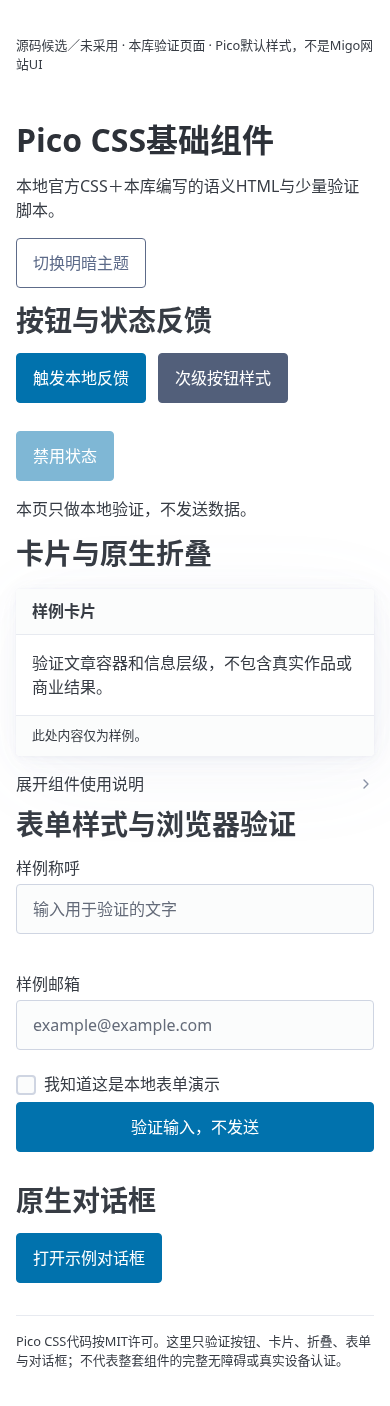 源码候选／未采用 · 本库验证页面 · Pico默认样式，不是Migo网
站UI
Pico CSS基础组件
本地官方CSS＋本库编写的语义HTML与少量验证
脚本。
切换明暗主题
按钮与状态反馈
触发本地反馈
次级按钮样式
禁用状态
本页只做本地验证，不发送数据。
卡片与原生折叠
样例卡片
验证文章容器和信息层级，不包含真实作品或
商业结果。
此处内容仅为样例。
展开组件使用说明
表单样式与浏览器验证
样例称呼
输入用于验证的文字
样例邮箱
example@example.com
我知道这是本地表单演示
验证输入，不发送
原生对话框
打开示例对话框
Pico CSS代码按MIT许可。这里只验证按钮、卡片、折叠、表单
与对话框；不代表整套组件的完整无障碍或真实设备认证。